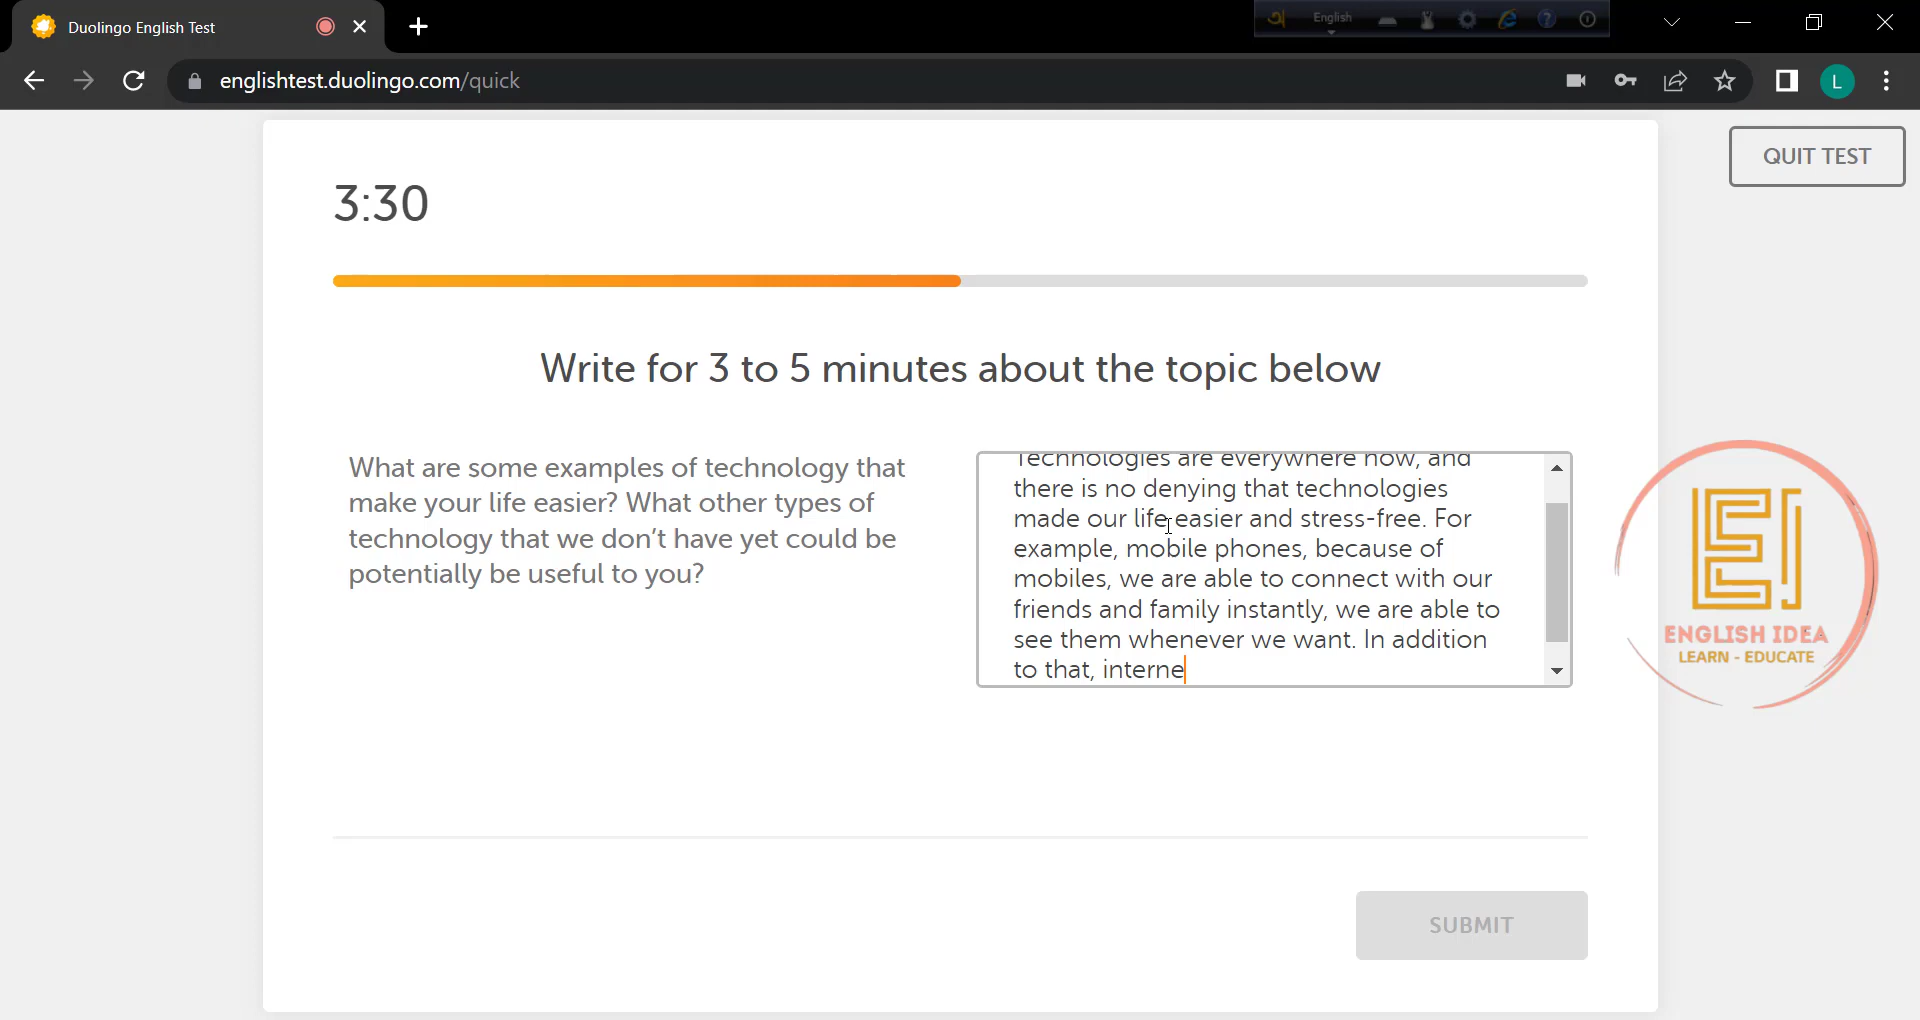 Duolingo English Test
English
englishtest.duolingo.com/quick
L
QUIT TEST
3:30
Write for 3 to 5 minutes about the topic below
What are some examples of technology that
make your life easier? What other types of
technology that we don't have yet could be
potentially be useful to you?
Technologies are everywhere now, and
there is no denying that technologies
made our life easier and stress-free. For
example, mobile phones, because of
mobiles, we are able to connect with our
friends and family instantly, we are able to
see them whenever we want. In addition
to that, interne
EI
ENGLISH IDEA
LEARN - EDUCATE
SUBMIT